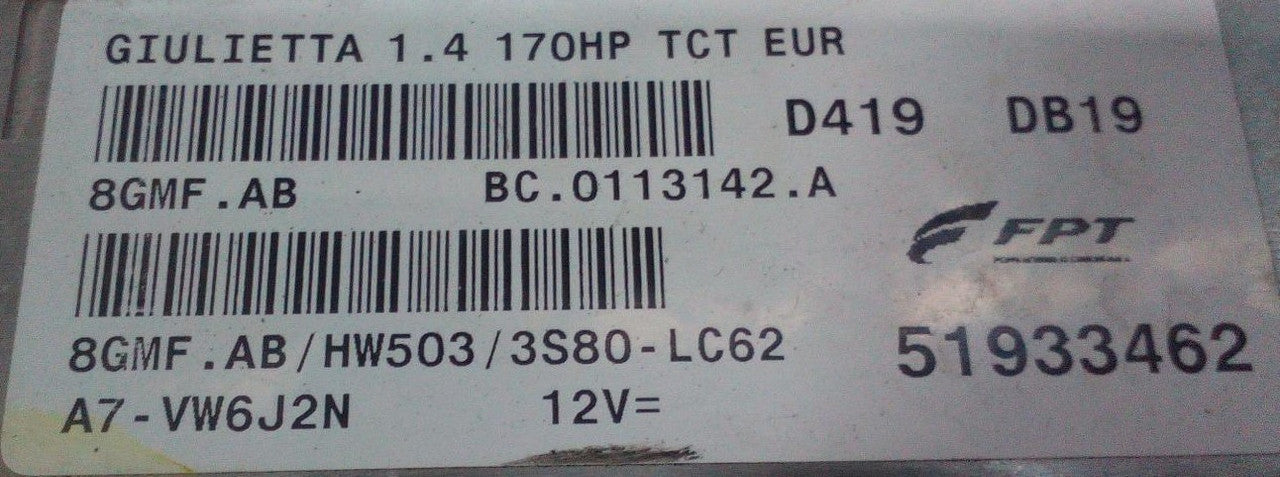 GIULIETTA 1.4 170HP TCT EUR
D419 DB19
8GMF.AB BC.0113142.A
FPT
8GMF.AB/HW503/3S80-LC62
51933462
A7-VW6J2N 12V=